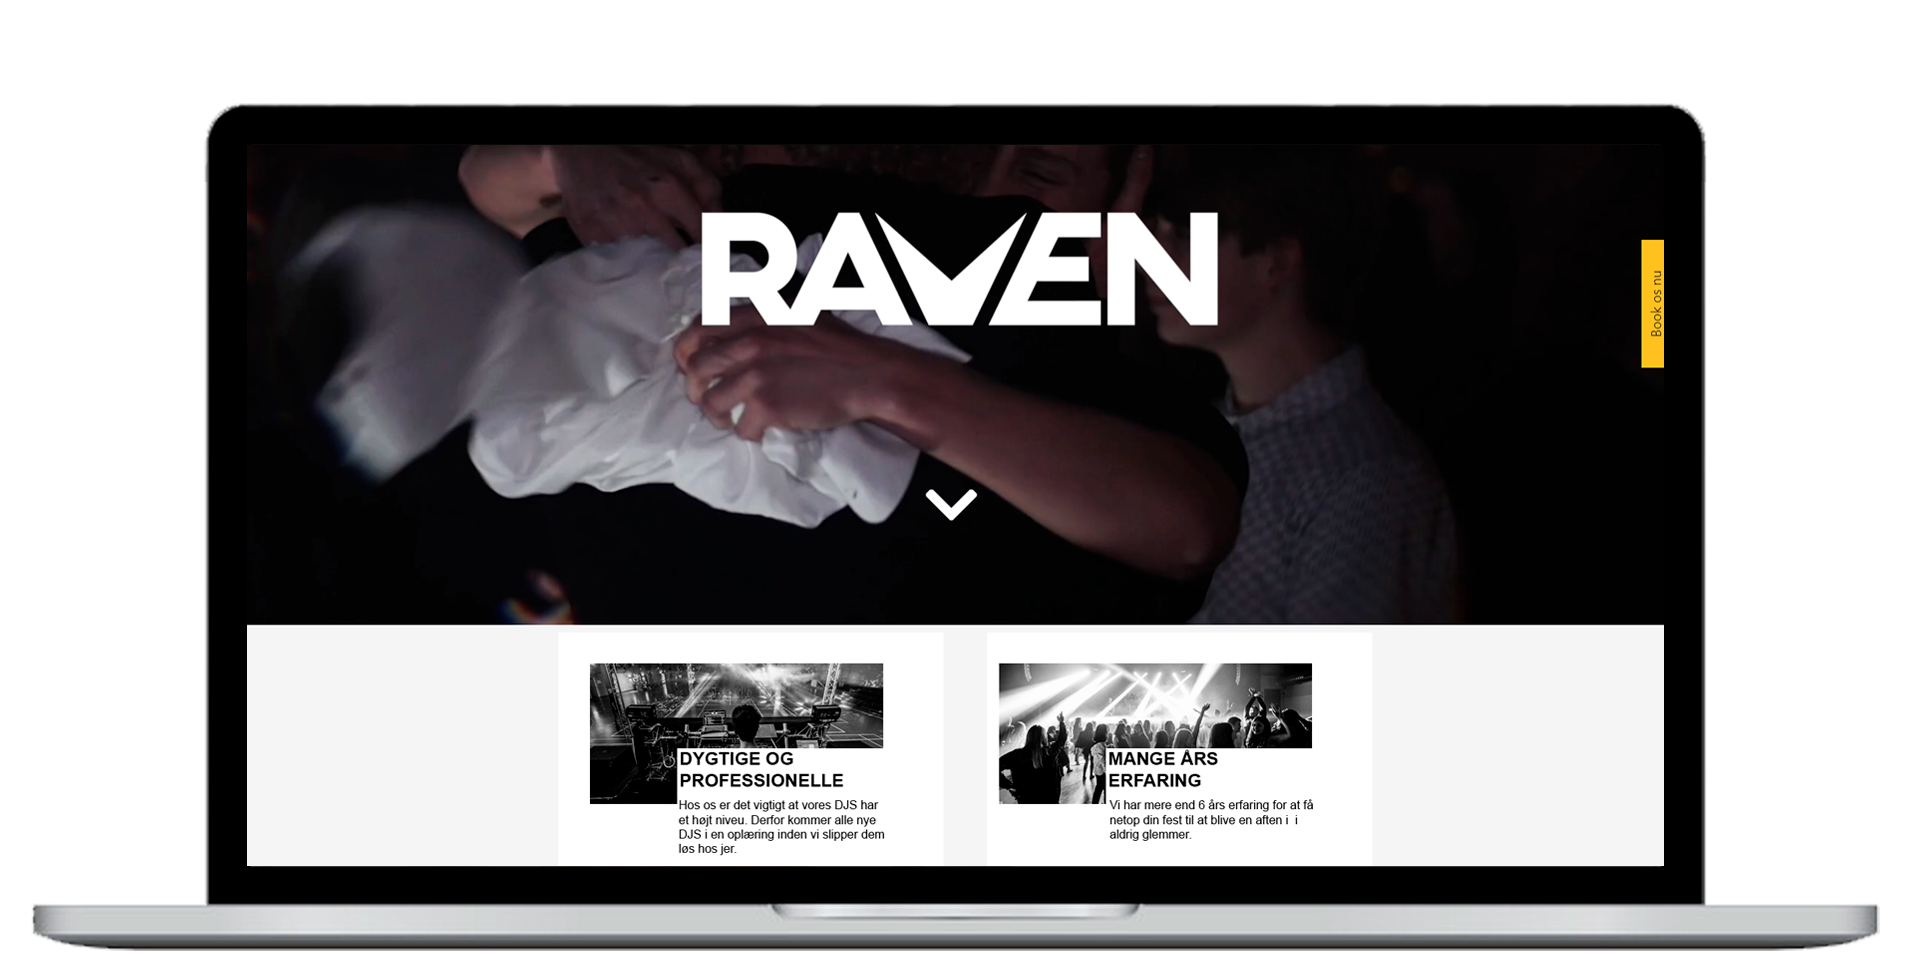 RAVEN
Book os nu
DYGTIGE OG
PROFESSIONELLE
Hos os er det vigtigt at vores DJS har
et højt niveu. Derfor kommer alle nye
DJS i en oplæring inden vi slipper dem
løs hos jer.
MANGE ÅRS
ERFARING
Vi har mere end 6 års erfaring for at få
netop din fest til at blive en aften i  i
aldrig glemmer.